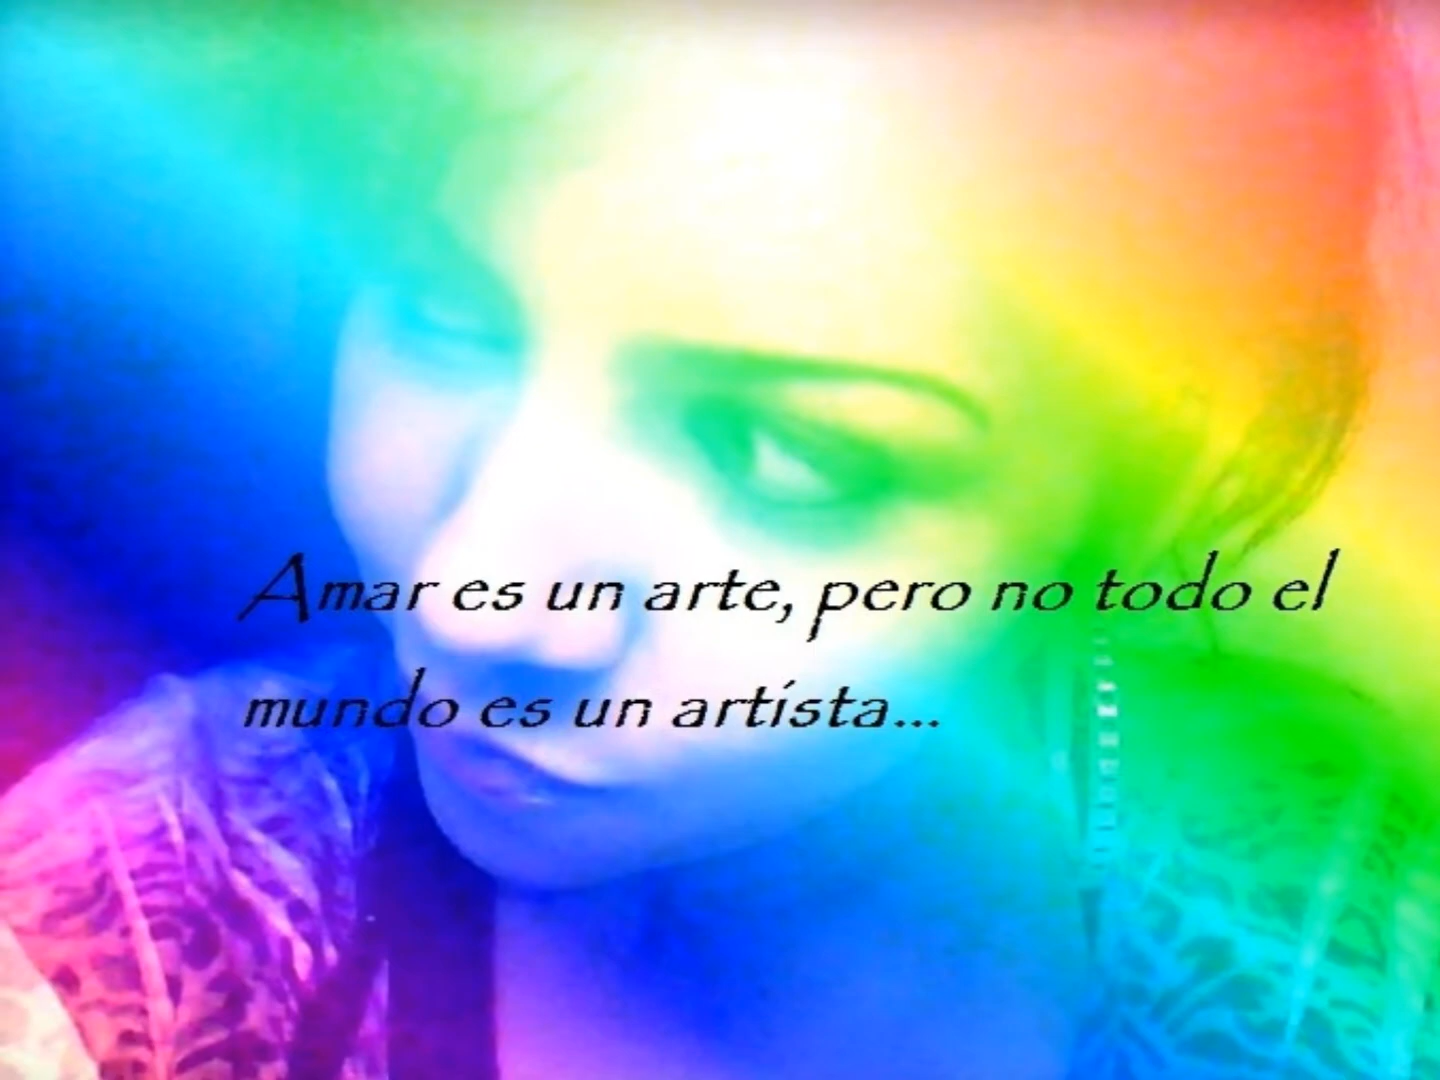 Amar es un arte, pero no todo el
mundo es un artista...